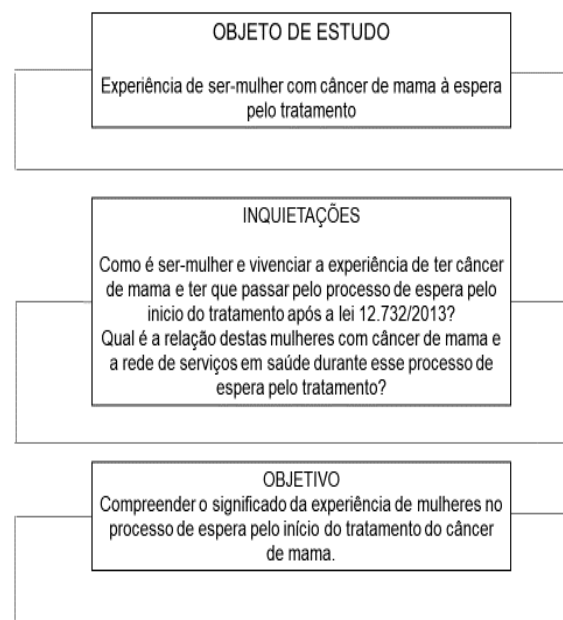 OBJETO DE ESTUDO
Experiência de ser-mulher com câncer de mama à espera
pelo tratamento
INQUIETAÇÕES
Como é ser-mulher e vivenciar a experiência de ter câncer
de mama e ter que passar pelo processo de espera pelo
inicio do tratamento após a lei 12.732/2013?
Qual é a relação destas mulheres com câncer de mama e
a rede de serviços em saúde durante esse processo de
espera pelo tratamento?
OBJETIVO
Compreender o significado da experiência de mulheres no
processo de espera pelo início do tratamento do câncer
de mama.